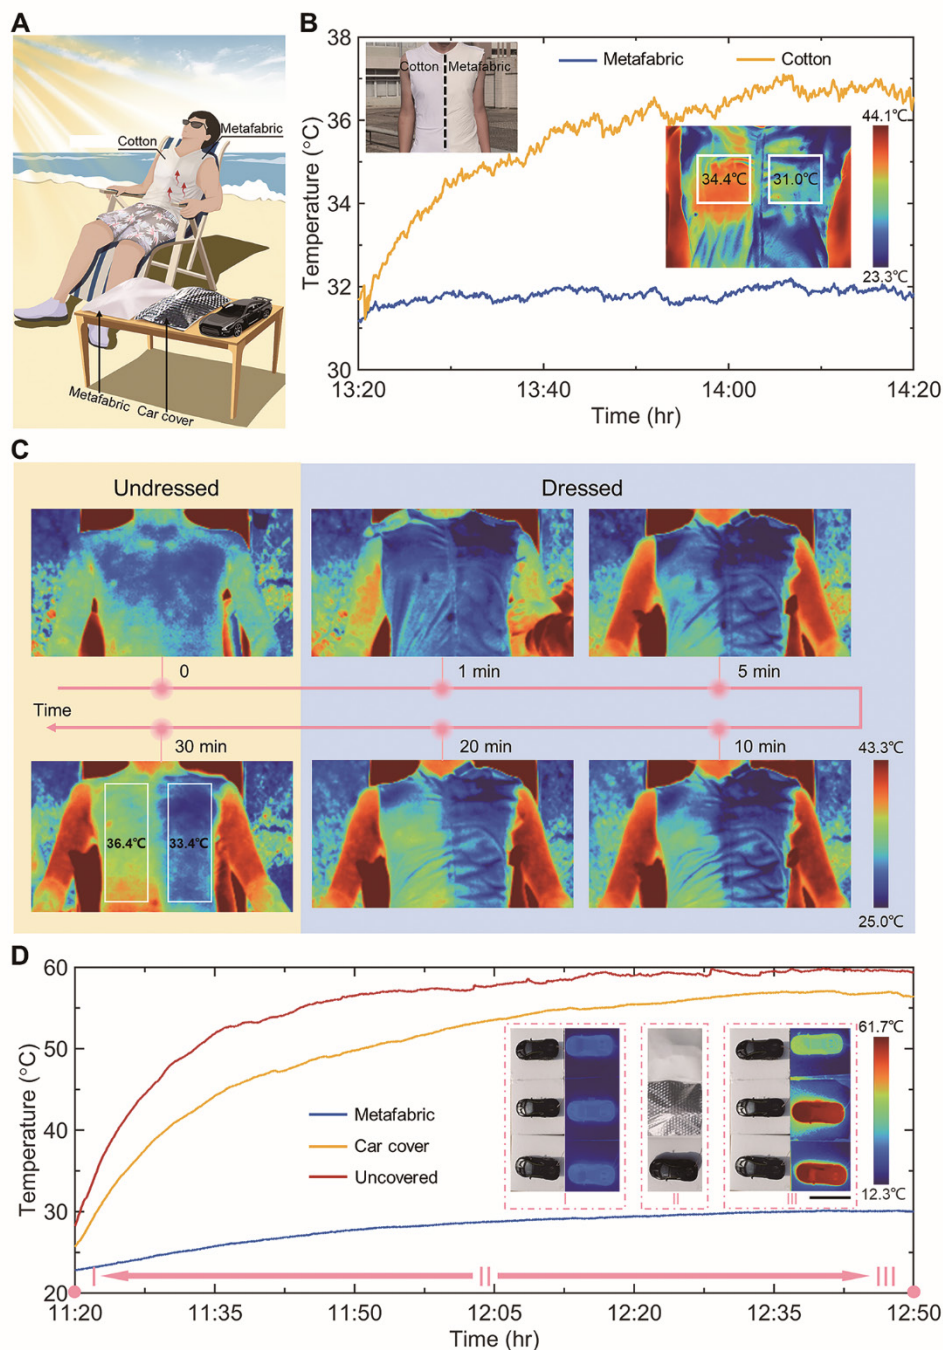 A
Cotton
Metafabric
Metafabric
Car cover
B
Temperature (°C)
38
36
34
32
30
Cotton
Metafabric
Metafabric
Cotton
34.4℃
31.0℃
44.1℃
23.3℃
13:20
13:40
14:00
14:20
Time (hr)
C
Undressed
Dressed
0
1 min
5 min
Time
30 min
20 min
10 min
36.4℃
33.4℃
43.3℃
25.0℃
D
Temperature (°C)
60
50
40
30
20
Metafabric
Car cover
Uncovered
I
II
III
61.7℃
12.3℃
I
II
III
11:20
11:35
11:50
12:05
12:20
12:35
12:50
Time (hr)